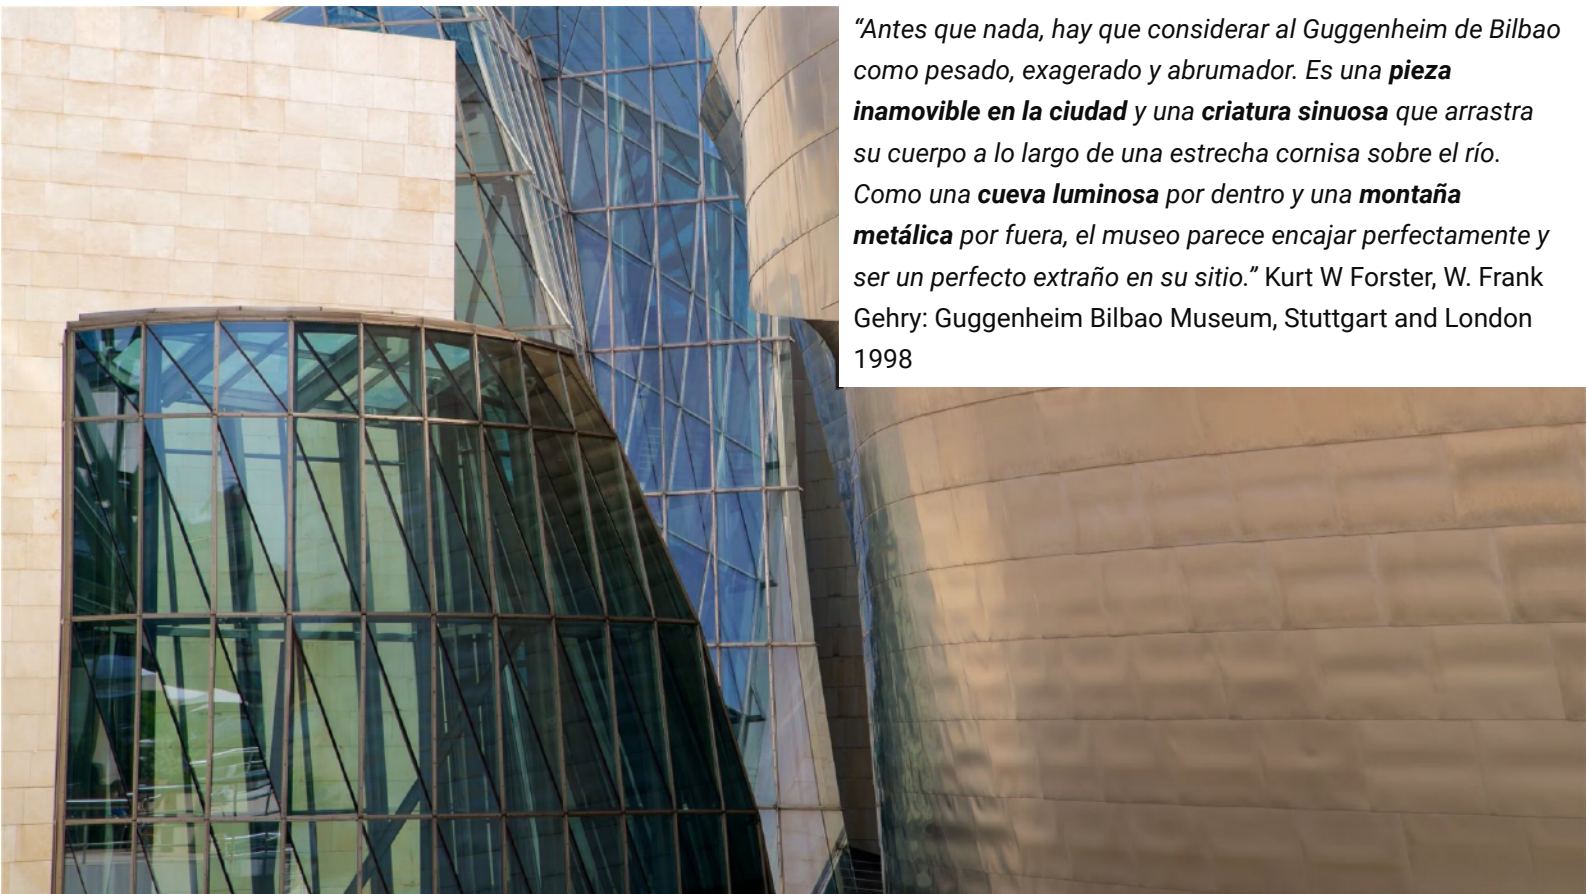 “Antes que nada, hay que considerar al Guggenheim de Bilbao
como pesado, exagerado y abrumador. Es una pieza
inamovible en la ciudad y una criatura sinuosa que arrastra
su cuerpo a lo largo de una estrecha cornisa sobre el río.
Como una cueva luminosa por dentro y una montaña
metálica por fuera, el museo parece encajar perfectamente y
ser un perfecto extraño en su sitio.” Kurt W Forster, W. Frank
Gehry: Guggenheim Bilbao Museum, Stuttgart and London
1998